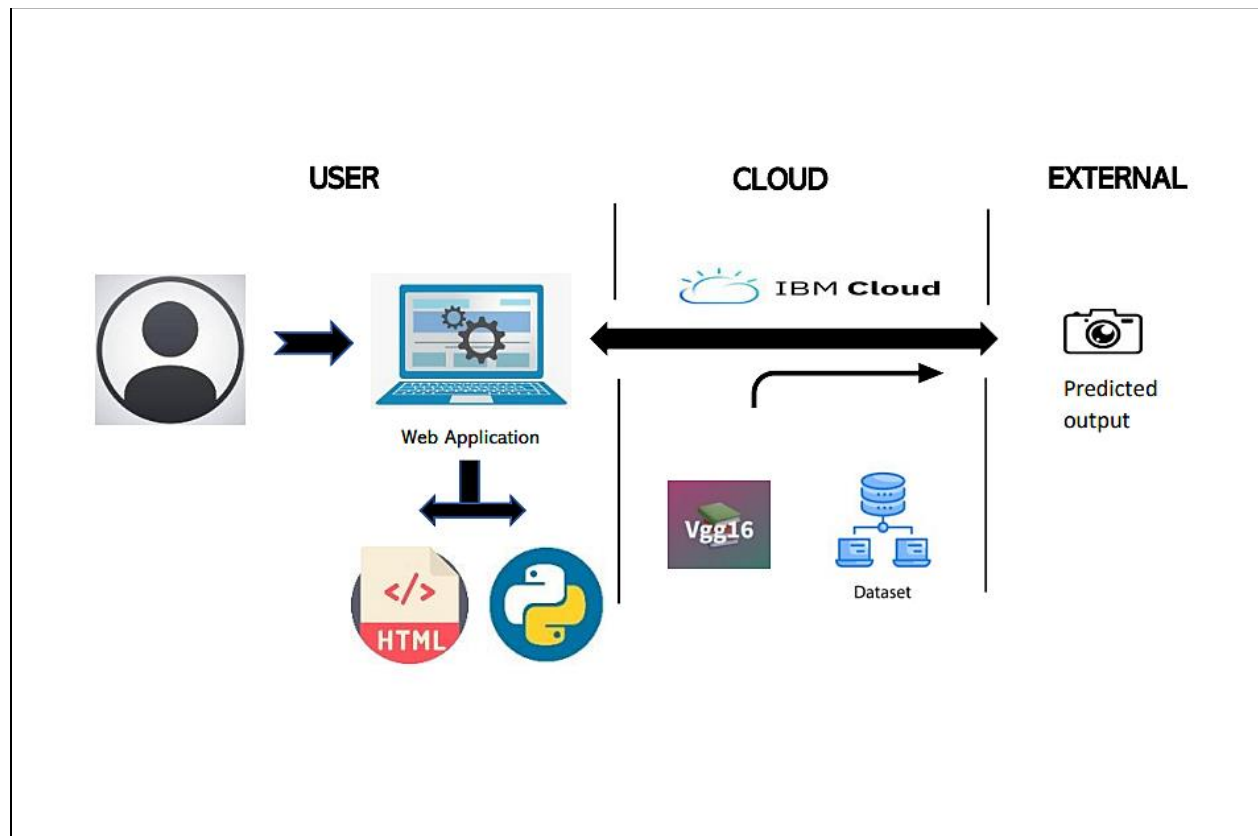 USER
CLOUD
EXTERNAL
IBM Cloud
Web Application
Predicted
output
Vgg16
Dataset
</>
HTML